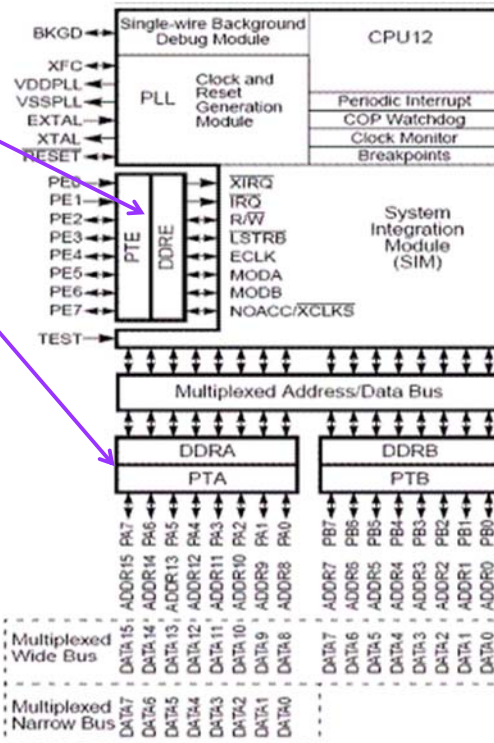 BKGD
Single-wire Background
Debug Module
CPU12
XFC
VDDPLL
VSSPLL
EXTAL
XTAL
RESET
PLL
Clock and
Reset
Generation
Module
Periodic Interrupt
COP Watchdog
Clock Monitor
Breakpoints
PE0
PE1
PE2
PE3
PE4
PE5
PE6
PE7
PTE
DDRE
XIRQ
IRQ
R/W
LSTRB
ECLK
MODA
MODB
NOACC/XCLKS
System
Integration
Module
(SIM)
TEST
Multiplexed Address/Data Bus
DDRA
DDRB
PTA
PTB
PA7 PA6 PA5 PA4 PA3 PA2 PA1 PA0 PB7 PB6 PB5 PB4 PB3 PB2 PB1 PB0
ADDR15 ADDR14 ADDR13 ADDR12 ADDR11 ADDR10 ADDR9 ADDR8 ADDR7 ADDR6 ADDR5 ADDR4 ADDR3 ADDR2 ADDR1 ADDR0
Multiplexed
Wide Bus
DATA15 DATA14 DATA13 DATA12 DATA11 DATA10 DATA9 DATA8 DATA7 DATA6 DATA5 DATA4 DATA3 DATA2 DATA1 DATA0
Multiplexed
Narrow Bus
DATA7 DATA6 DATA5 DATA4 DATA3 DATA2 DATA1 DATA0